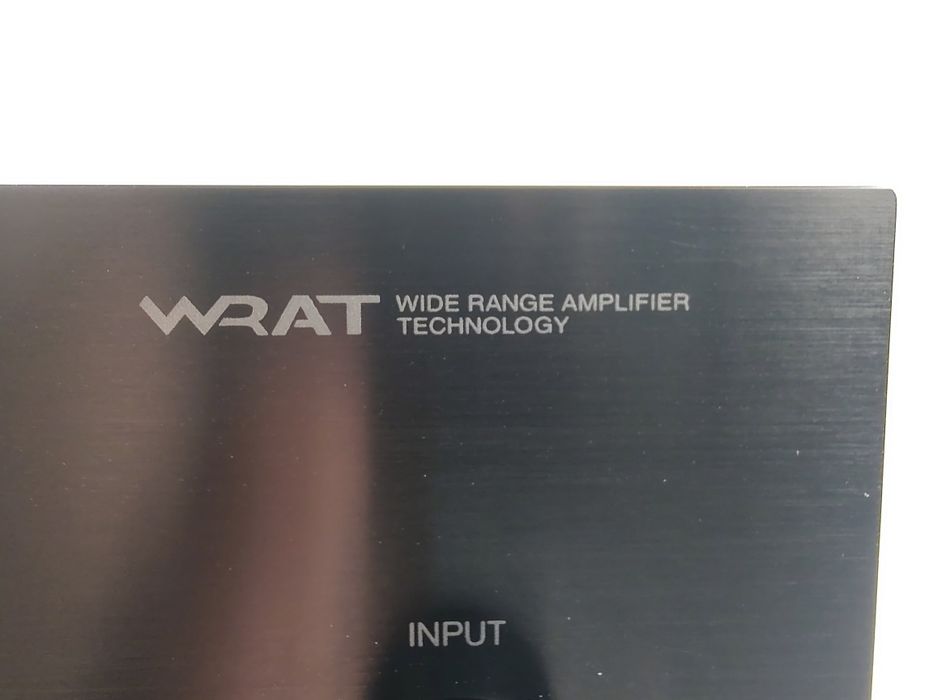 WRAT WIDE RANGE AMPLIFIER
TECHNOLOGY
INPUT